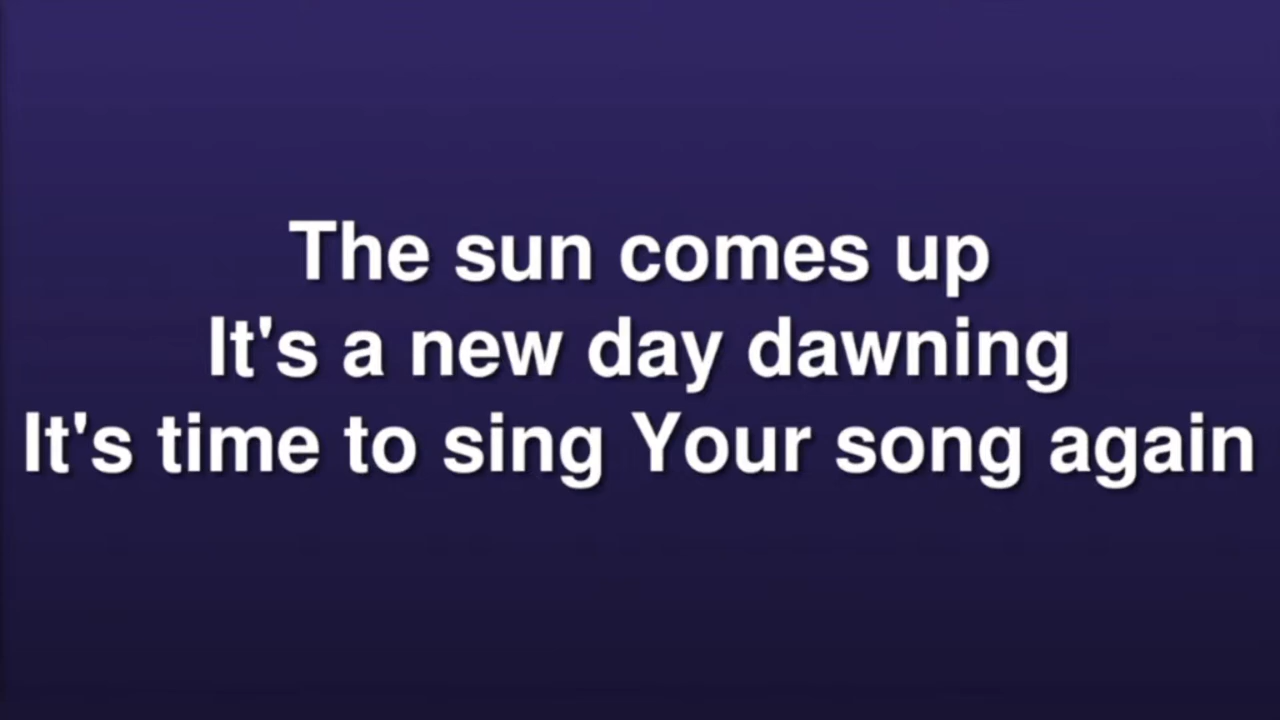 The sun comes up
It's a new day dawning
It's time to sing Your song again